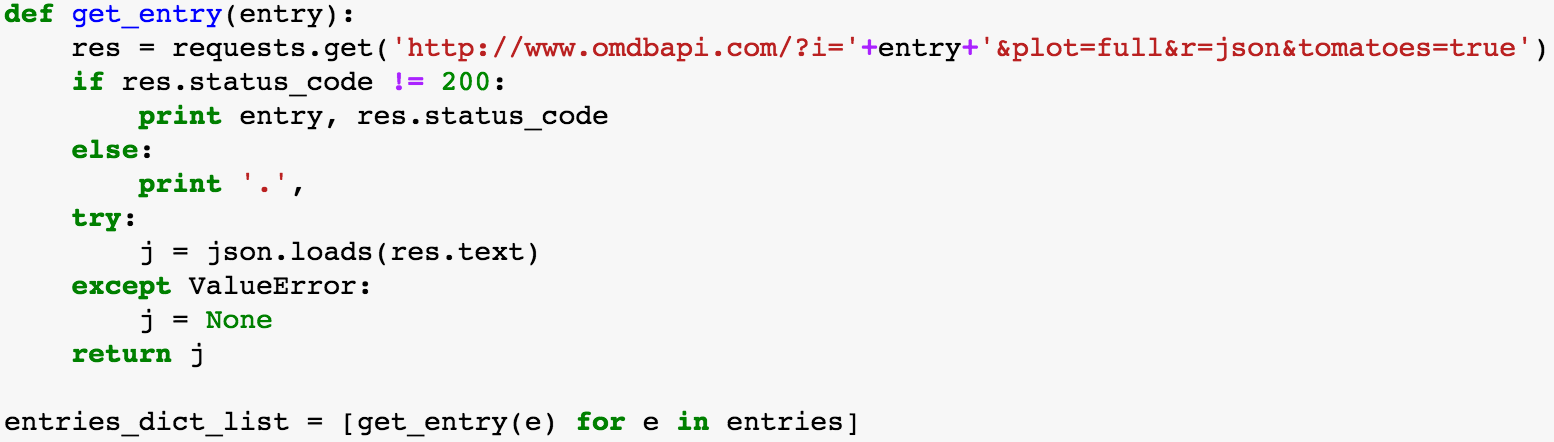 def get_entry(entry):
    res = requests.get('http://www.omdbapi.com/?i='+entry+'&plot=full&r=json&tomatoes=true')
    if res.status_code != 200:
        print entry, res.status_code
    else:
        print '.',
    try:
        j = json.loads(res.text)
    except ValueError:
        j = None
    return j

entries_dict_list = [get_entry(e) for e in entries]